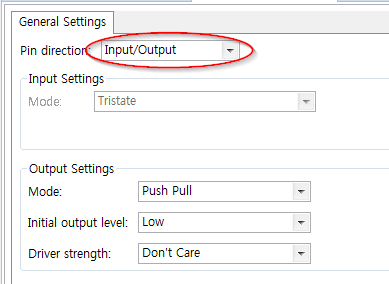 General Settings
Pin direction: Input/Output
Input Settings
Mode: Tristate
Output Settings
Mode: Push Pull
Initial output level: Low
Driver strength: Don't Care